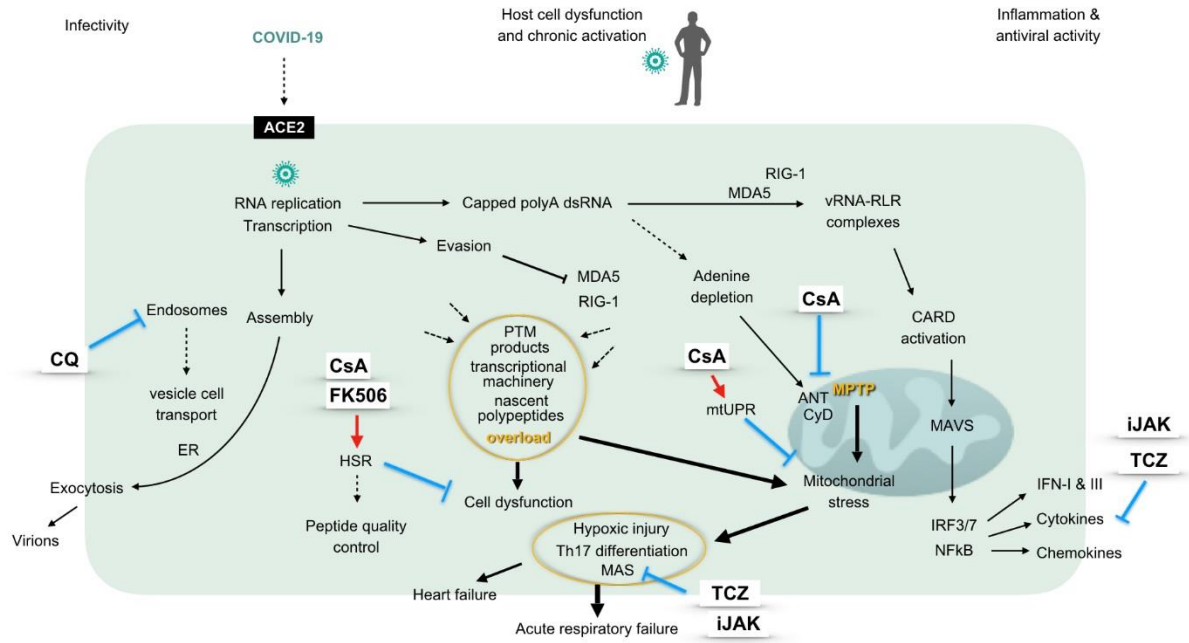 Infectivity
Host cell dysfunction
and chronic activation
Inflammation &
antiviral activity
COVID-19
ACE2
RNA replication
Transcription
Capped polyA dsRNA
RIG-1
MDA5
vRNA-RLR
complexes
Evasion
MDA5
RIG-1
Adenine
depletion
CsA
Endosomes
Assembly
CARD
activation
CQ
vesicle cell
transport
CsA
FK506
PTM
products
transcriptional
machinery
nascent
polypeptides
overload
CsA
mtUPR
ANT
CyD
MPTP
MAVS
iJAK
TCZ
ER
HSR
Exocytosis
Virions
Peptide quality
control
Cell dysfunction
Mitochondrial
stress
IFN-I & III
IRF3/7
NFkB
Cytokines
Chemokines
Hypoxic injury
Th17 differentiation
MAS
Heart failure
TCZ
iJAK
Acute respiratory failure